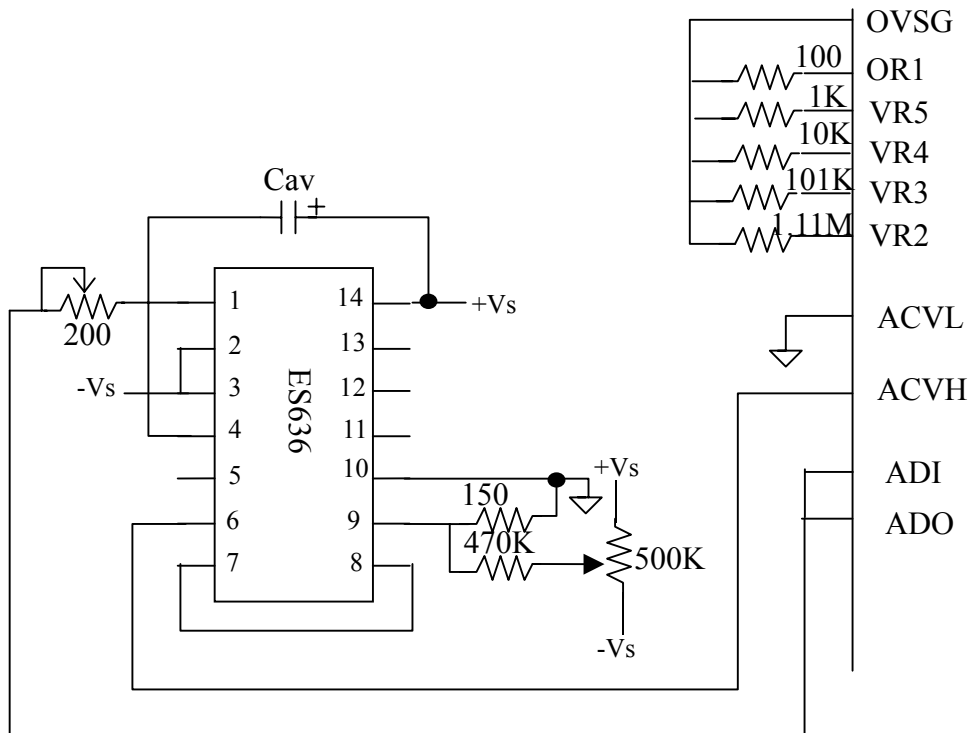 OVSG
100
OR1
1K
VR5
10K
VR4
101K
VR3
1.11M
VR2
Cav
+
1
14
+Vs
200
2
13
-Vs
3
12
ES636
4
11
5
10
6
9
7
8
150
470K
+Vs
500K
-Vs
ACVL
ACVH
ADI
ADO